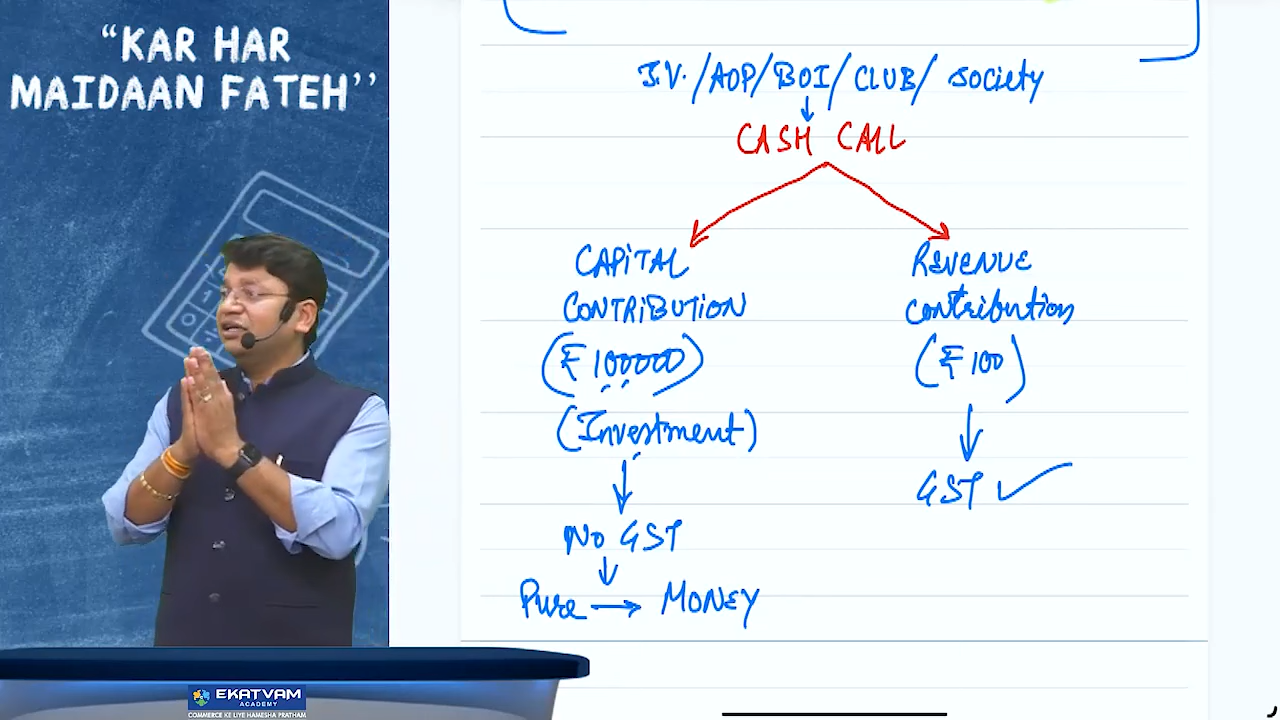 “KAR HAR
MAIDAAN FATEH’’
J.V./AOP/BOI/CLUB/ Society
CASH CALL
CAPITAL
CONTRIBUTION
(₹ 100000)
(Investment)
No GST
Pure → MONEY
REVENUE
Contribution
(₹ 100)
GST ✓
EKATVAM
ACADEMY
COMMERCE KE LIYE HAMESHA PRATHAM